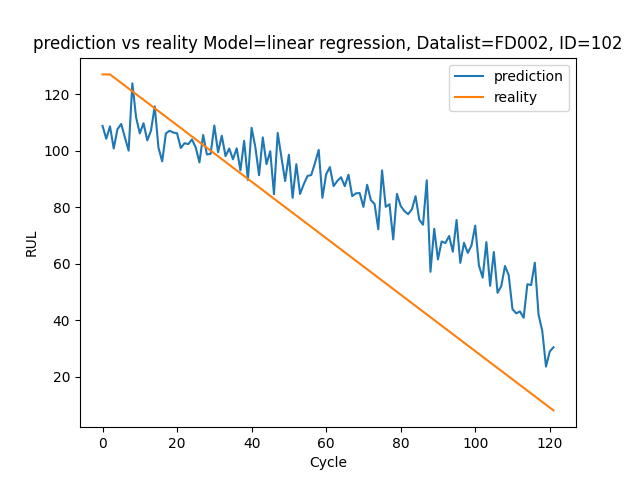 prediction vs reality Model=linear regression, Datalist=FD002, ID=102
prediction
reality
RUL
120
100
80
60
40
20
0 20 40 60 80 100 120
Cycle